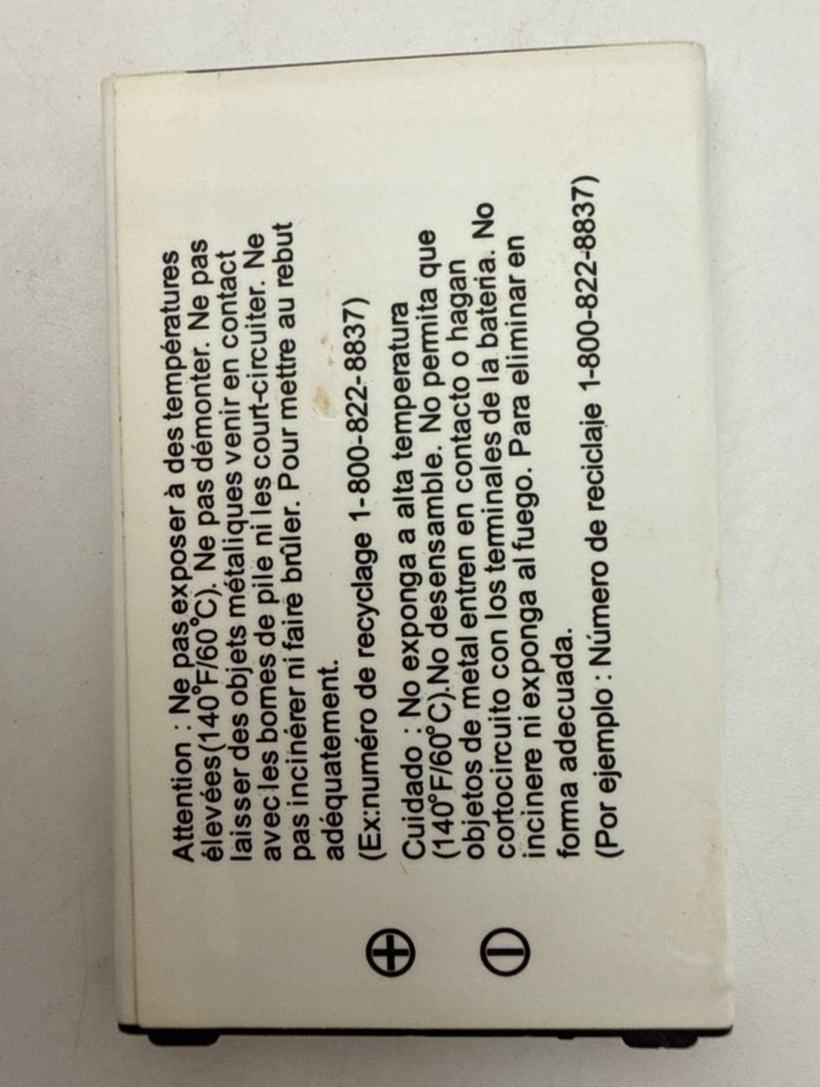 Attention : Ne pas exposer à des températures
élevées(140°F/60°C). Ne pas démonter. Ne pas
laisser des objets métaliques venir en contact
avec les bornes de pile ni les court-circuiter. Ne
pas incinérer ni faire brûler. Pour mettre au rebut
adéquatement.
(Ex:numéro de recyclage 1-800-822-8837)
Cuidado : No exponga a alta temperatura
(140°F/60°C).No desensamble. No permita que
objetos de metal entren en contacto o hagan
cortocircuito con los terminales de la bateria. No
incinere ni exponga al fuego. Para eliminar en
forma adecuada.
(Por ejemplo : Número de reciclaje 1-800-822-8837)